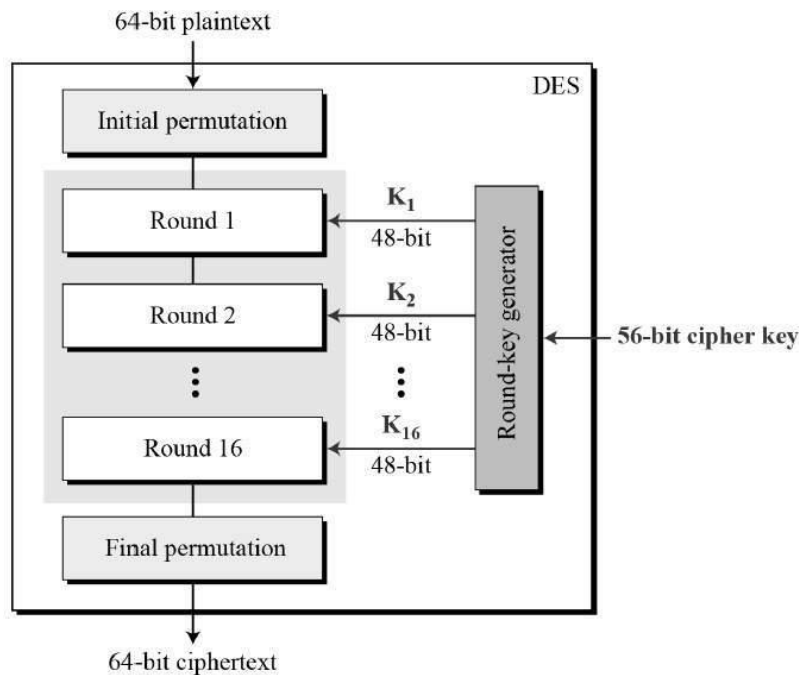 64-bit plaintext
DES
Initial permutation
K₁
Round 1
48-bit
K₂
Round 2
48-bit
Round-key generator
56-bit cipher key
K₁₆
Round 16
48-bit
Final permutation
64-bit ciphertext